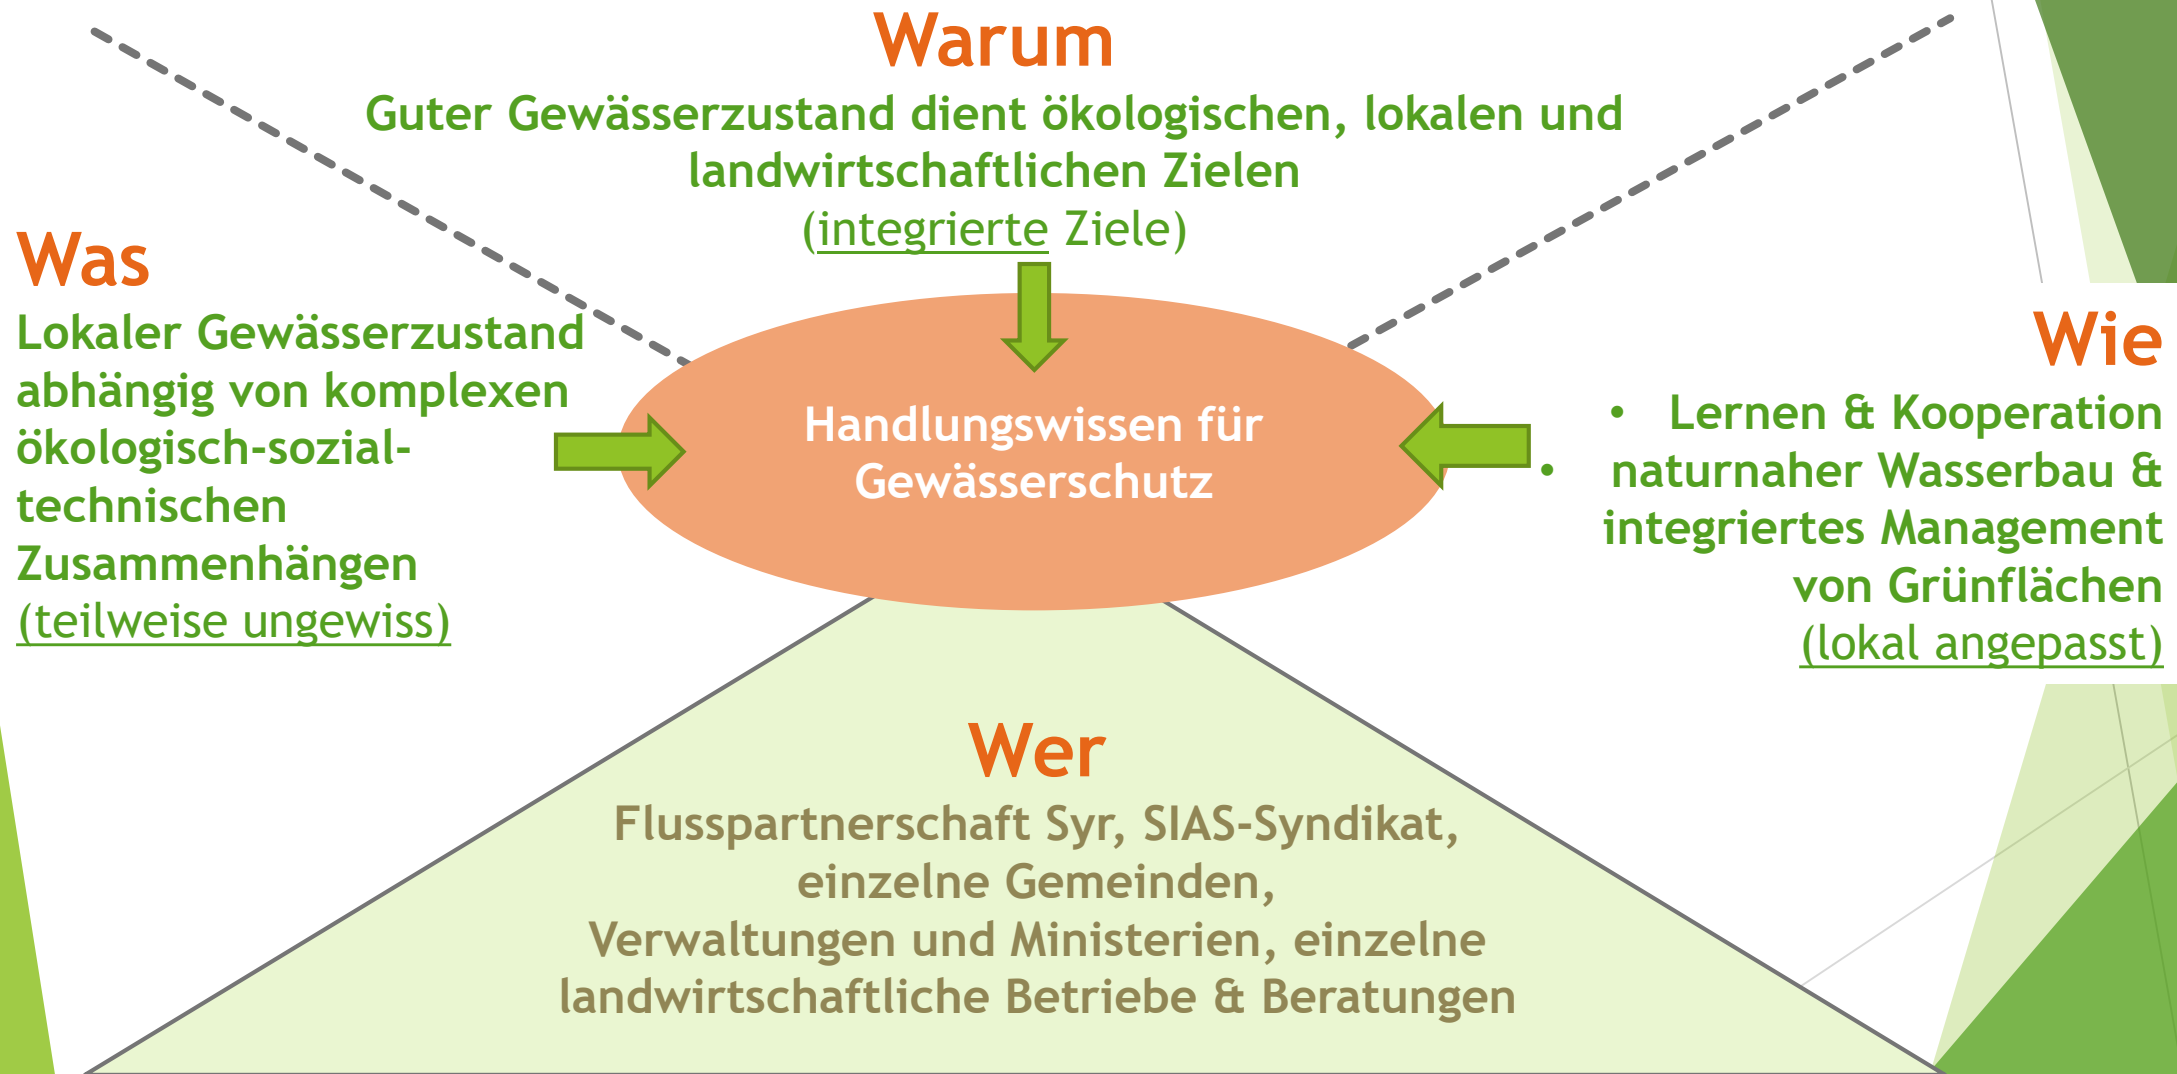 Warum
Guter Gewässerzustand dient ökologischen, lokalen und
landwirtschaftlichen Zielen
(integrierte Ziele)
Was
Lokaler Gewässerzustand
abhängig von komplexen
ökologisch-sozial-
technischen
Zusammenhängen
(teilweise ungewiss)
Handlungswissen für
Gewässerschutz
Wie
• Lernen & Kooperation
• naturnaher Wasserbau &
integriertes Management
von Grünflächen
(lokal angepasst)
Wer
Flusspartnerschaft Syr, SIAS-Syndikat,
einzelne Gemeinden,
Verwaltungen und Ministerien, einzelne
landwirtschaftliche Betriebe & Beratungen